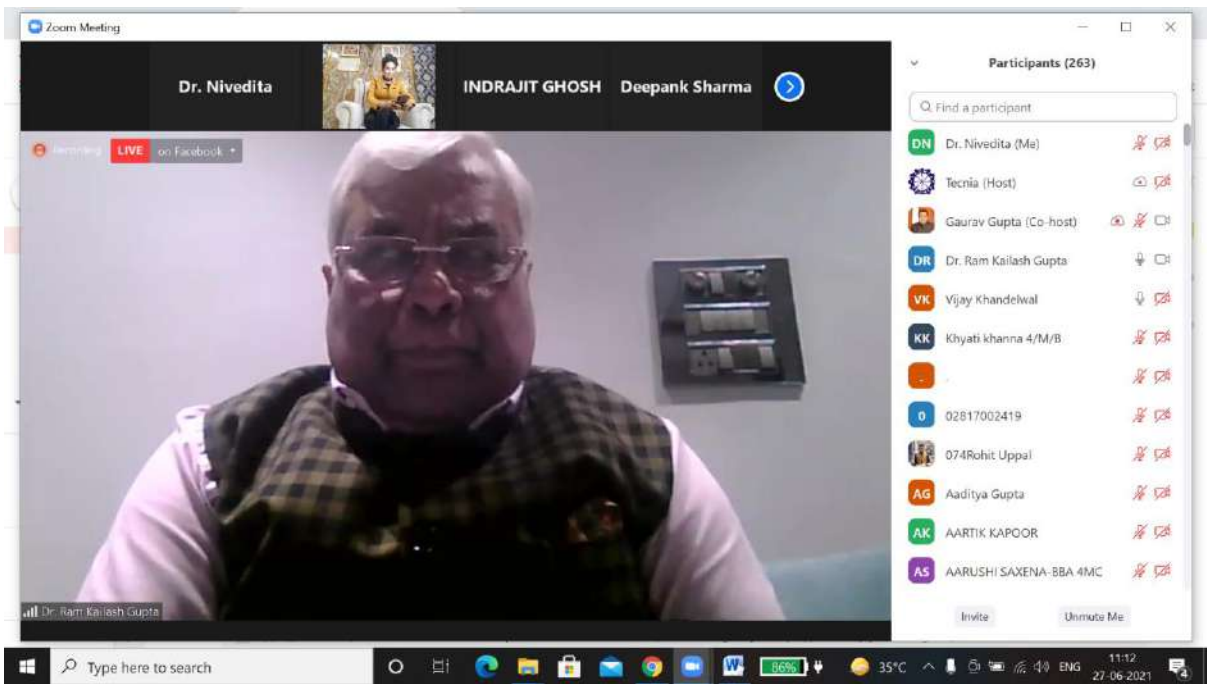 Zoom Meeting
Dr. Nivedita
INDRAJIT GHOSH
Deepank Sharma
Recording
LIVE on Facebook
Dr. Ram Kailash Gupta
Participants (263)
Find a participant
DN Dr. Nivedita (Me)
Tecnia (Host)
Gaurav Gupta (Co-host)
DR Dr. Ram Kailash Gupta
VK Vijay Khandelwal
KK Khyati khanna 4/M/B
. .
0 02817002419
074Rohit Uppal
AG Aaditya Gupta
AK AARTIK KAPOOR
AS AARUSHI SAXENA-BBA 4MC
Invite
Unmute Me
Type here to search
86%
35°C
ENG
11:12
27-06-2021
4